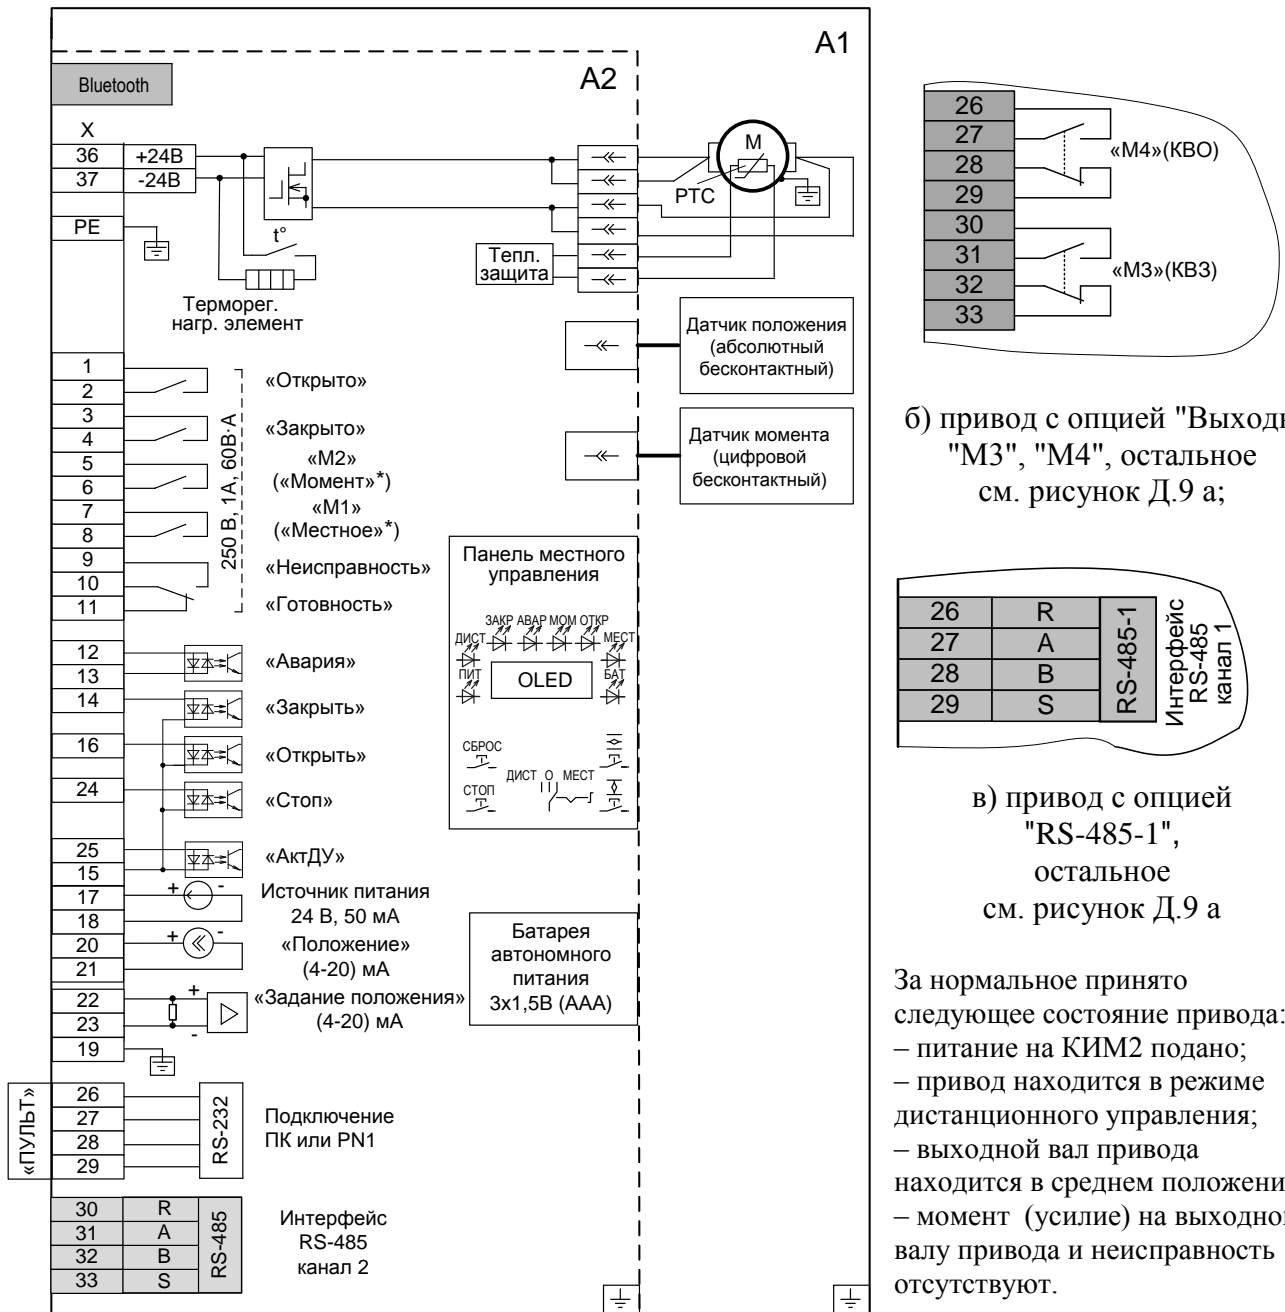 A1
A2
Bluetooth
X
36 +24В
37 -24В
PE
t°
Терморег.
нагр. элемент
М
РТС
Тепл.
защита
Датчик положения
(абсолютный
бесконтактный)
Датчик момента
(цифровой
бесконтактный)
1
2
«Открыто»
3
4
«Закрыто»
5
6
«М2»
(«Момент»*)
7
8
«М1»
(«Местное»*)
9
10
11
«Неисправность»
«Готовность»
250 В, 1А, 60В·А
12
13
«Авария»
14
«Закрыть»
16
«Открыть»
24
«Стоп»
25
15
«АктДУ»
17
18
+ -
Источник питания
24 В, 50 мА
20
21
+ -
«Положение»
(4-20) мА
22
23
+
-
«Задание положения»
(4-20) мА
19
Панель местного
управления
ЗАКР АВАР МОМ ОТКР
ДИСТ МЕСТ
ПИТ OLED БАТ
СБРОС
ДИСТ О МЕСТ
СТОП
Батарея
автономного
питания
3х1,5В (ААА)
«ПУЛЬТ»
26
27
28
29
RS-232
Подключение
ПК или PN1
30 R
31 A
32 B
33 S
RS-485
Интерфейс
RS-485
канал 2
26
27
28
29
30
31
32
33
«М4»(КВО)
«М3»(КВЗ)
б) привод с опцией "Выходы
"М3", "М4", остальное
см. рисунок Д.9 а;
26 R
27 A
28 B
29 S
RS-485-1
Интерфейс
RS-485
канал 1
в) привод с опцией
"RS-485-1",
остальное
см. рисунок Д.9 а
За нормальное принято
следующее состояние привода:
– питание на КИМ2 подано;
– привод находится в режиме
дистанционного управления;
– выходной вал привода
находится в среднем положени
– момент (усилие) на выходно
валу привода и неисправность
отсутствуют.